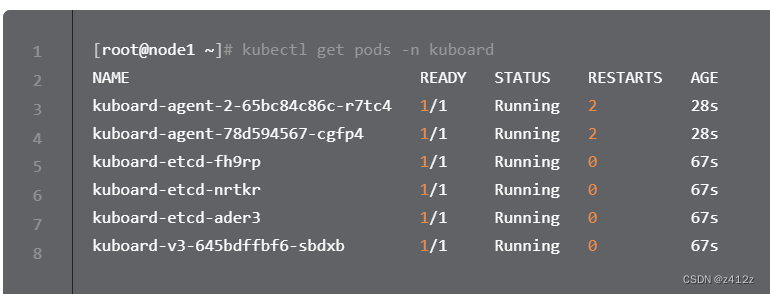 1 [root@node1 ~]# kubectl get pods -n kuboard
2 NAME READY STATUS RESTARTS AGE
3 kuboard-agent-2-65bc84c86c-r7tc4 1/1 Running 2 28s
4 kuboard-agent-78d594567-cgfp4 1/1 Running 2 28s
5 kuboard-etcd-fh9rp 1/1 Running 0 67s
6 kuboard-etcd-nrtkr 1/1 Running 0 67s
7 kuboard-etcd-ader3 1/1 Running 0 67s
8 kuboard-v3-645bdffbf6-sbdxb 1/1 Running 0 67s
CSDN @z412z